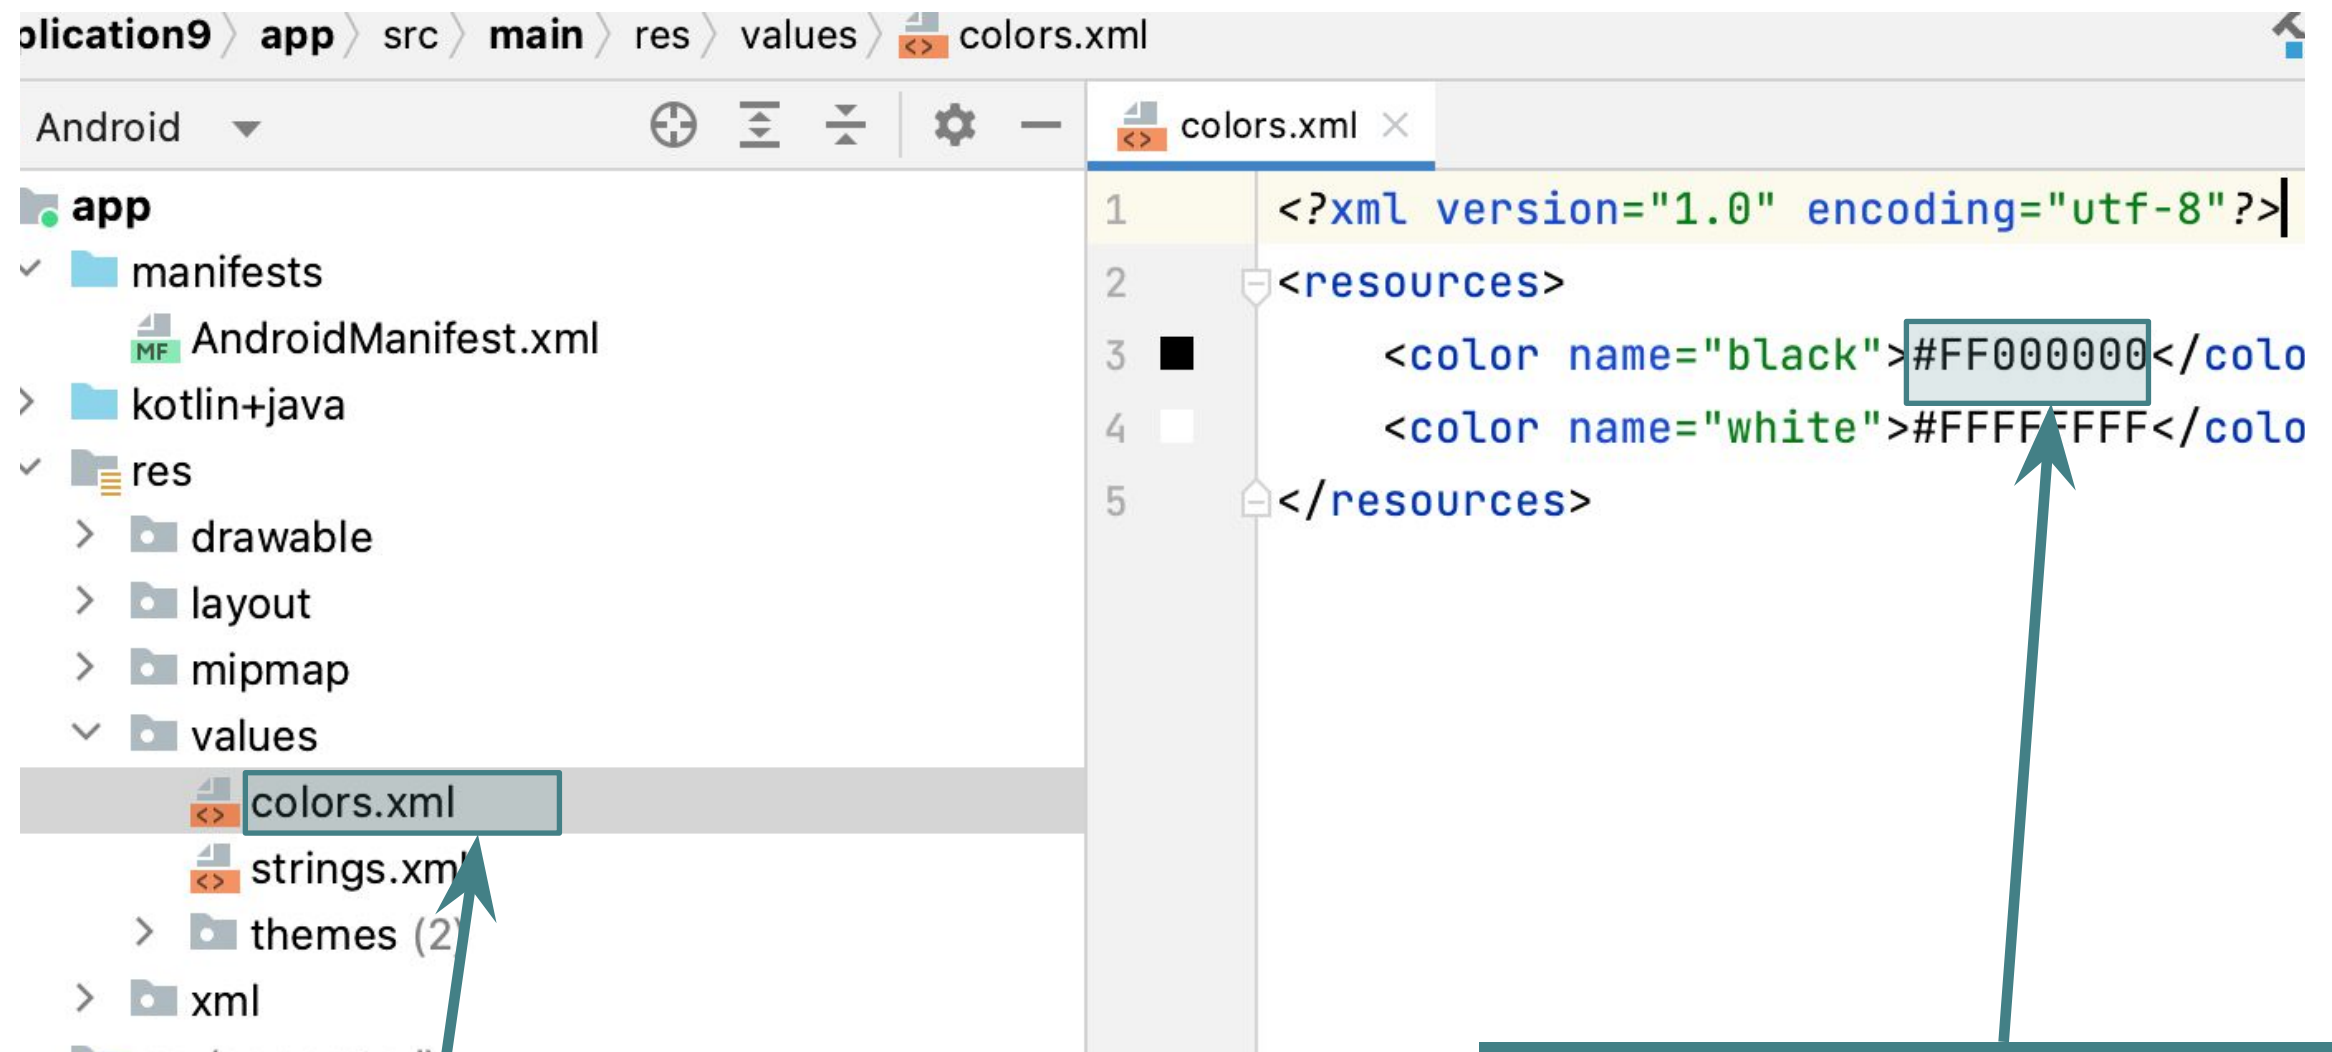 plication9 app src main res values colors.xml
Android
app
manifests
MF AndroidManifest.xml
kotlin+java
res
drawable
layout
mipmap
values
colors.xml
strings.xml
themes (2)
xml
colors.xml
1 <?xml version="1.0" encoding="utf-8"?>
2 <resources>
3 <color name="black">#FF000000</colo
4 <color name="white">#FFFFFFFF</colo
5 </resources>